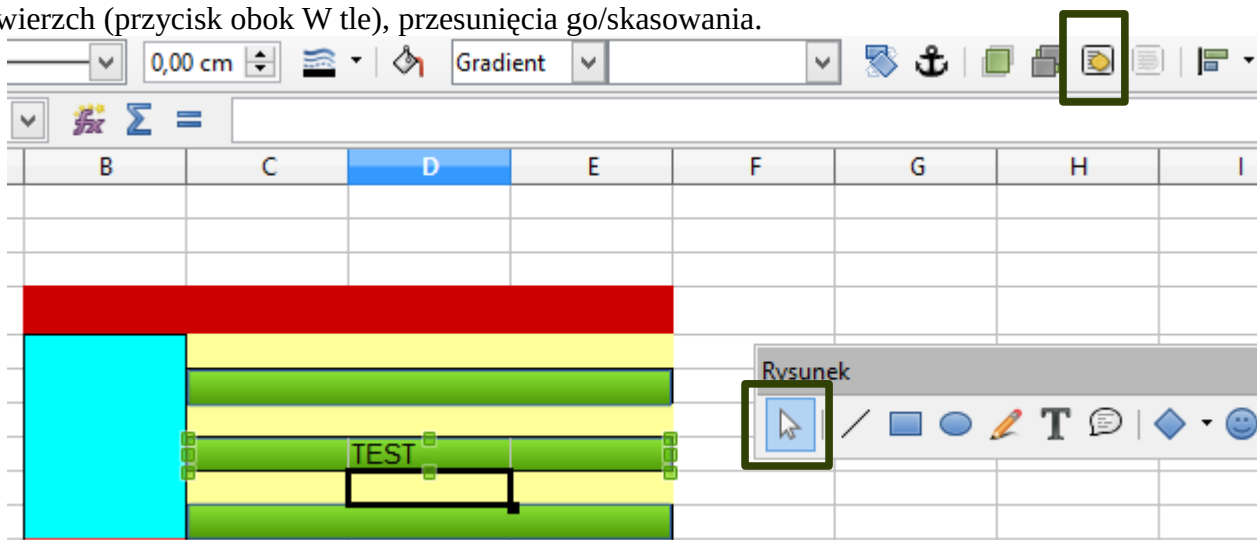 wierzch (przycisk obok W tle), przesunięcia go/skasowania.
0,00 cm Gradient
B C D E F G H I
Rysunek
T
TEST